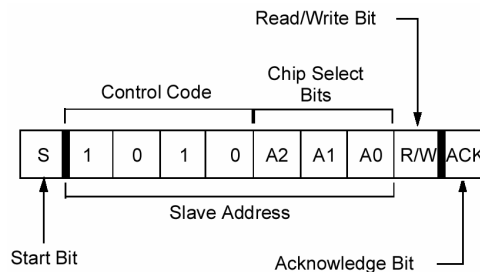 Read/Write Bit
Chip Select
Bits
Control Code
S 1 0 1 0 A2 A1 A0 R/W ACK
Slave Address
Start Bit
Acknowledge Bit